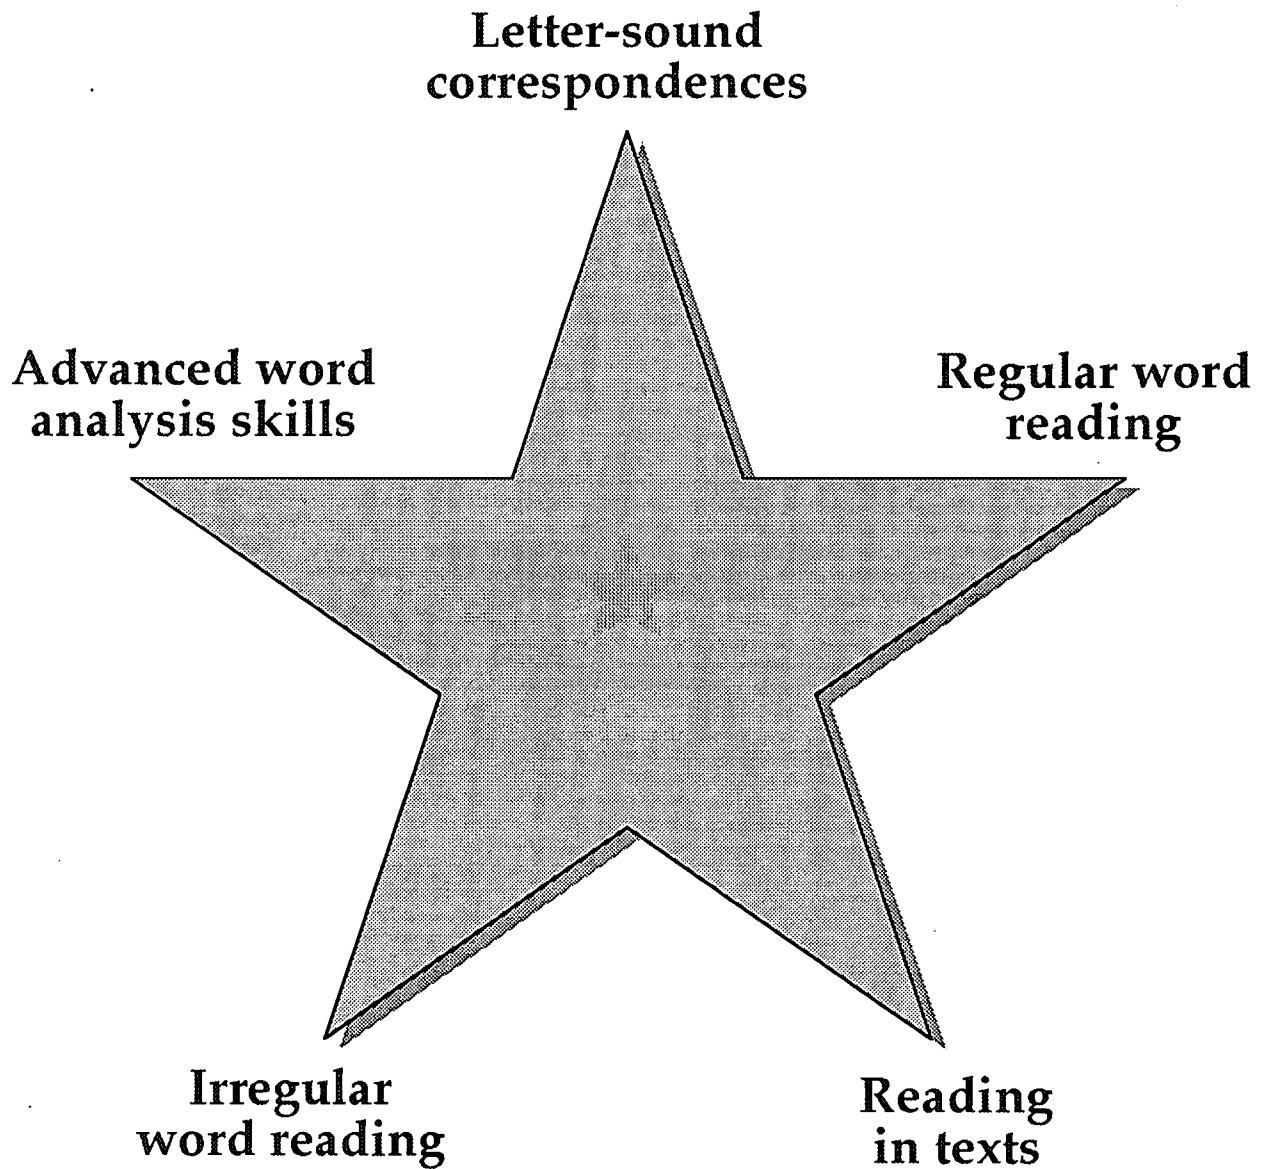 Letter-sound
correspondences
Advanced word
analysis skills
Regular word
reading
Irregular
word reading
Reading
in texts